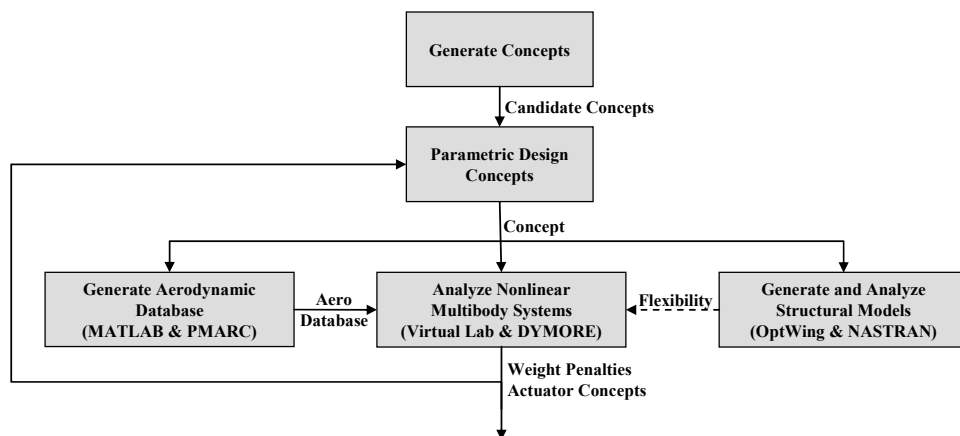 Generate Concepts
Candidate Concepts
Parametric Design
Concepts
Concept
Generate Aerodynamic
Database
(MATLAB & PMARC)
Aero
Database
Analyze Nonlinear
Multibody Systems
(Virtual Lab & DYMORE)
Flexibility
Generate and Analyze
Structural Models
(OptWing & NASTRAN)
Weight Penalties
Actuator Concepts